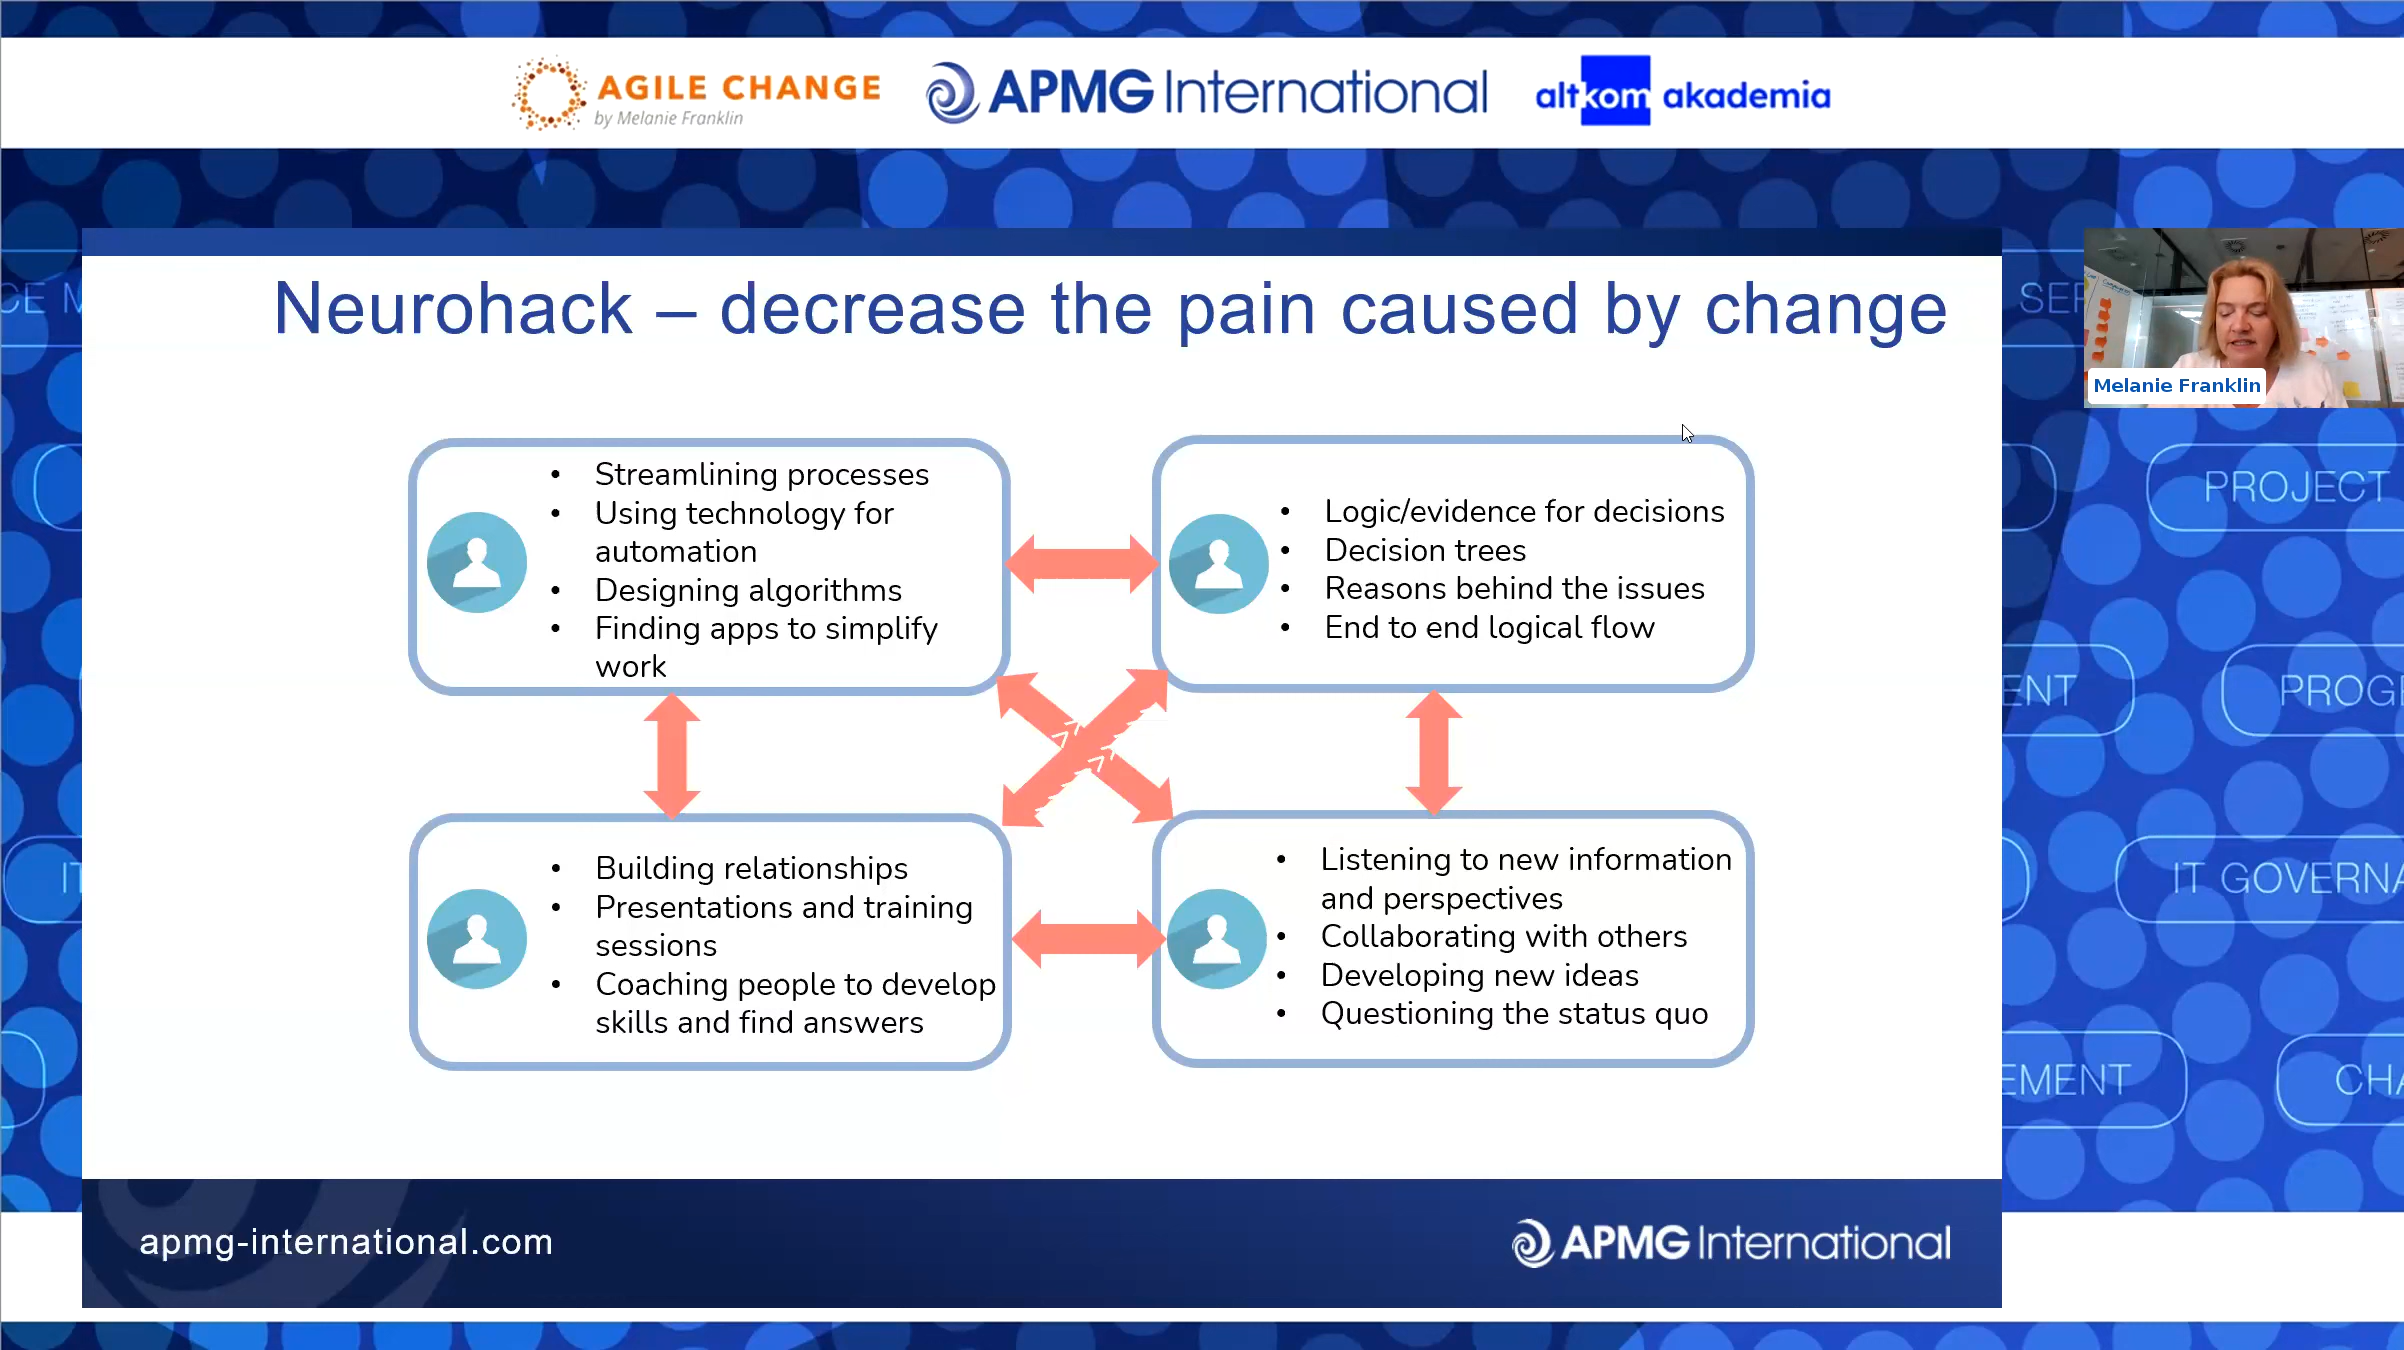 AGILE CHANGE
by Melanie Franklin
APMG International
altkom akademia
Neurohack – decrease the pain caused by change
Melanie Franklin
• Streamlining processes
• Using technology for
automation
• Designing algorithms
• Finding apps to simplify
work
• Logic/evidence for decisions
• Decision trees
• Reasons behind the issues
• End to end logical flow
• Building relationships
• Presentations and training
sessions
• Coaching people to develop
skills and find answers
• Listening to new information
and perspectives
• Collaborating with others
• Developing new ideas
• Questioning the status quo
PROJECT
IT GOVERNA
apmg-international.com
APMG International